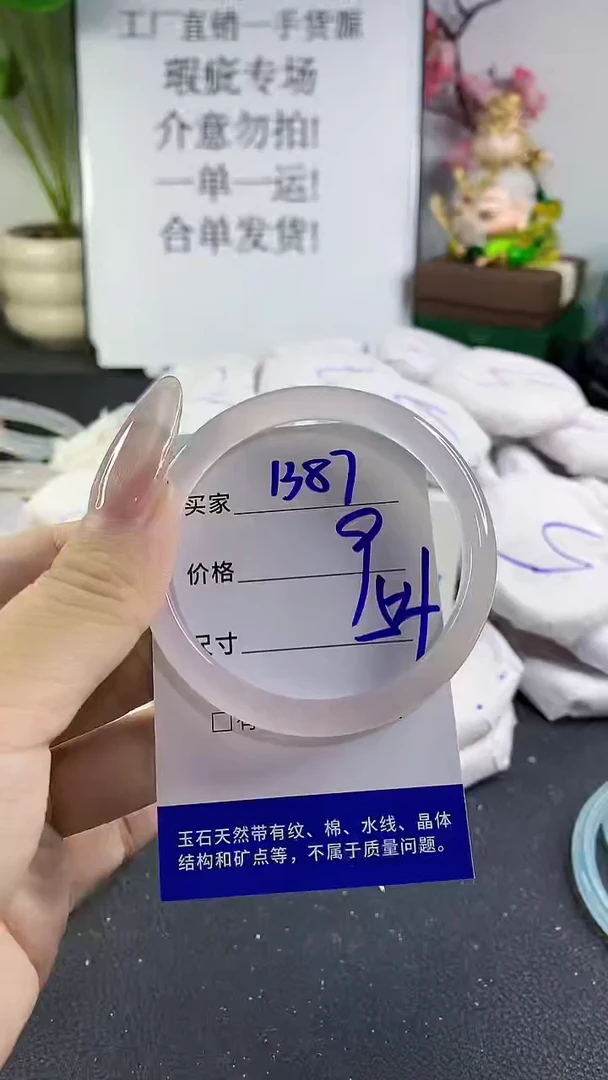 工厂直销一手货源
瑕疵专场
介意勿拍!
一单一运!
合单发货!
买家 1387
价格
尺寸
玉石天然带有纹、棉、水线、晶体
结构和矿点等，不属于质量问题。